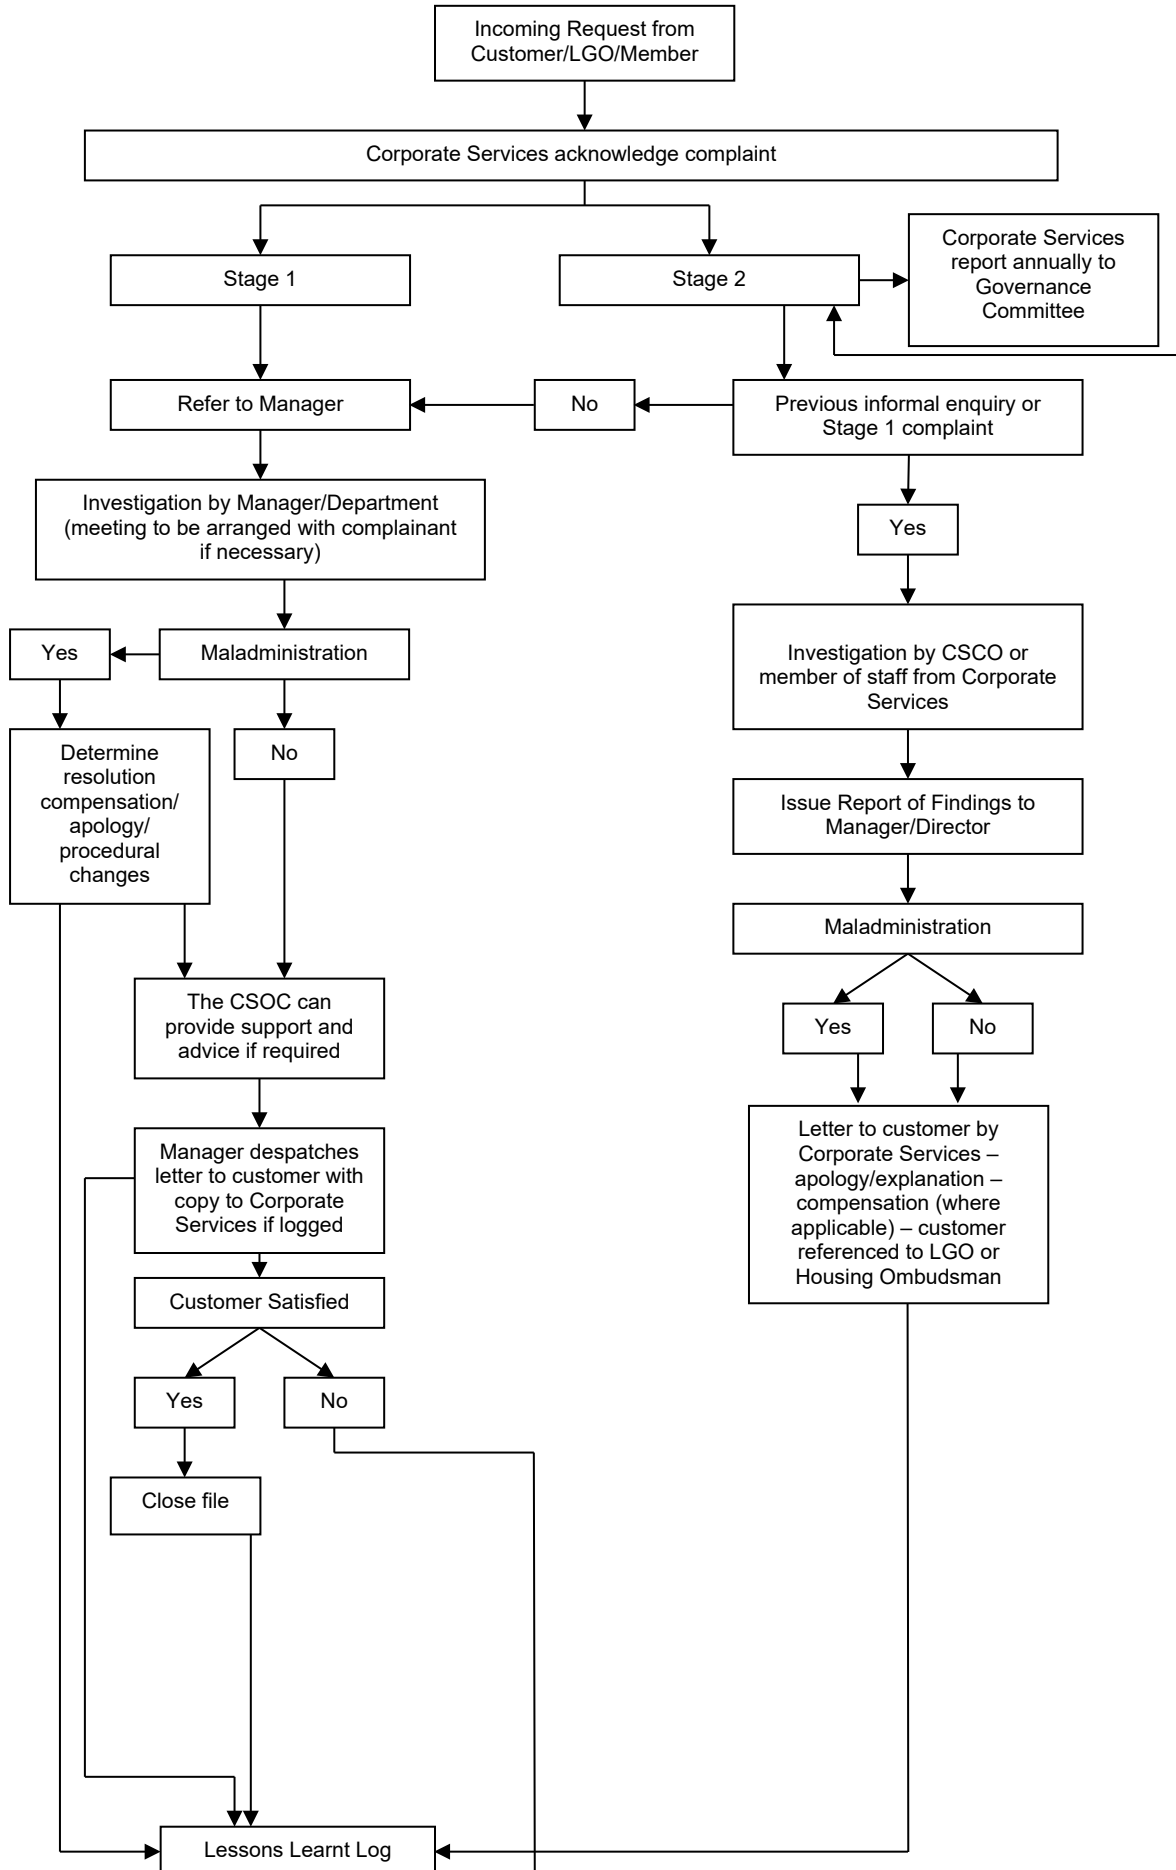 Incoming Request from
Customer/LGO/Member
Corporate Services acknowledge complaint
Stage 1
Stage 2
Corporate Services
report annually to
Governance
Committee
Refer to Manager
No
Previous informal enquiry or
Stage 1 complaint
Investigation by Manager/Department
(meeting to be arranged with complainant
if necessary)
Yes
Yes
Maladministration
Investigation by CSCO or
member of staff from Corporate
Services
Determine
resolution
compensation/
apology/
procedural
changes
No
Issue Report of Findings to
Manager/Director
Maladministration
The CSOC can
provide support and
advice if required
Yes
No
Manager despatches
letter to customer with
copy to Corporate
Services if logged
Letter to customer by
Corporate Services –
apology/explanation –
compensation (where
applicable) – customer
referenced to LGO or
Housing Ombudsman
Customer Satisfied
Yes
No
Close file
Lessons Learnt Log